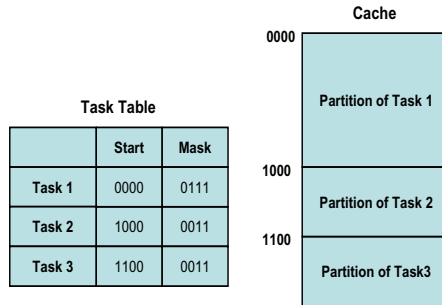 Cache
0000
Partition of Task 1
Task Table
Start Mask
Task 1 0000 0111
Task 2 1000 0011
Task 3 1100 0011
1000
Partition of Task 2
1100
Partition of Task3